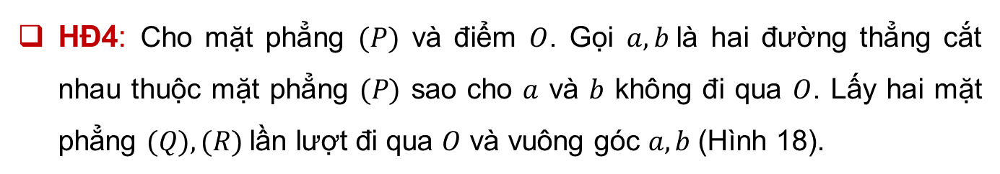 ❑ HĐ4: Cho mặt phẳng (P) và điểm O. Gọi a, b là hai đường thẳng cắt
nhau thuộc mặt phẳng (P) sao cho a và b không đi qua O. Lấy hai mặt
phẳng (Q), (R) lần lượt đi qua O và vuông góc a, b (Hình 18).